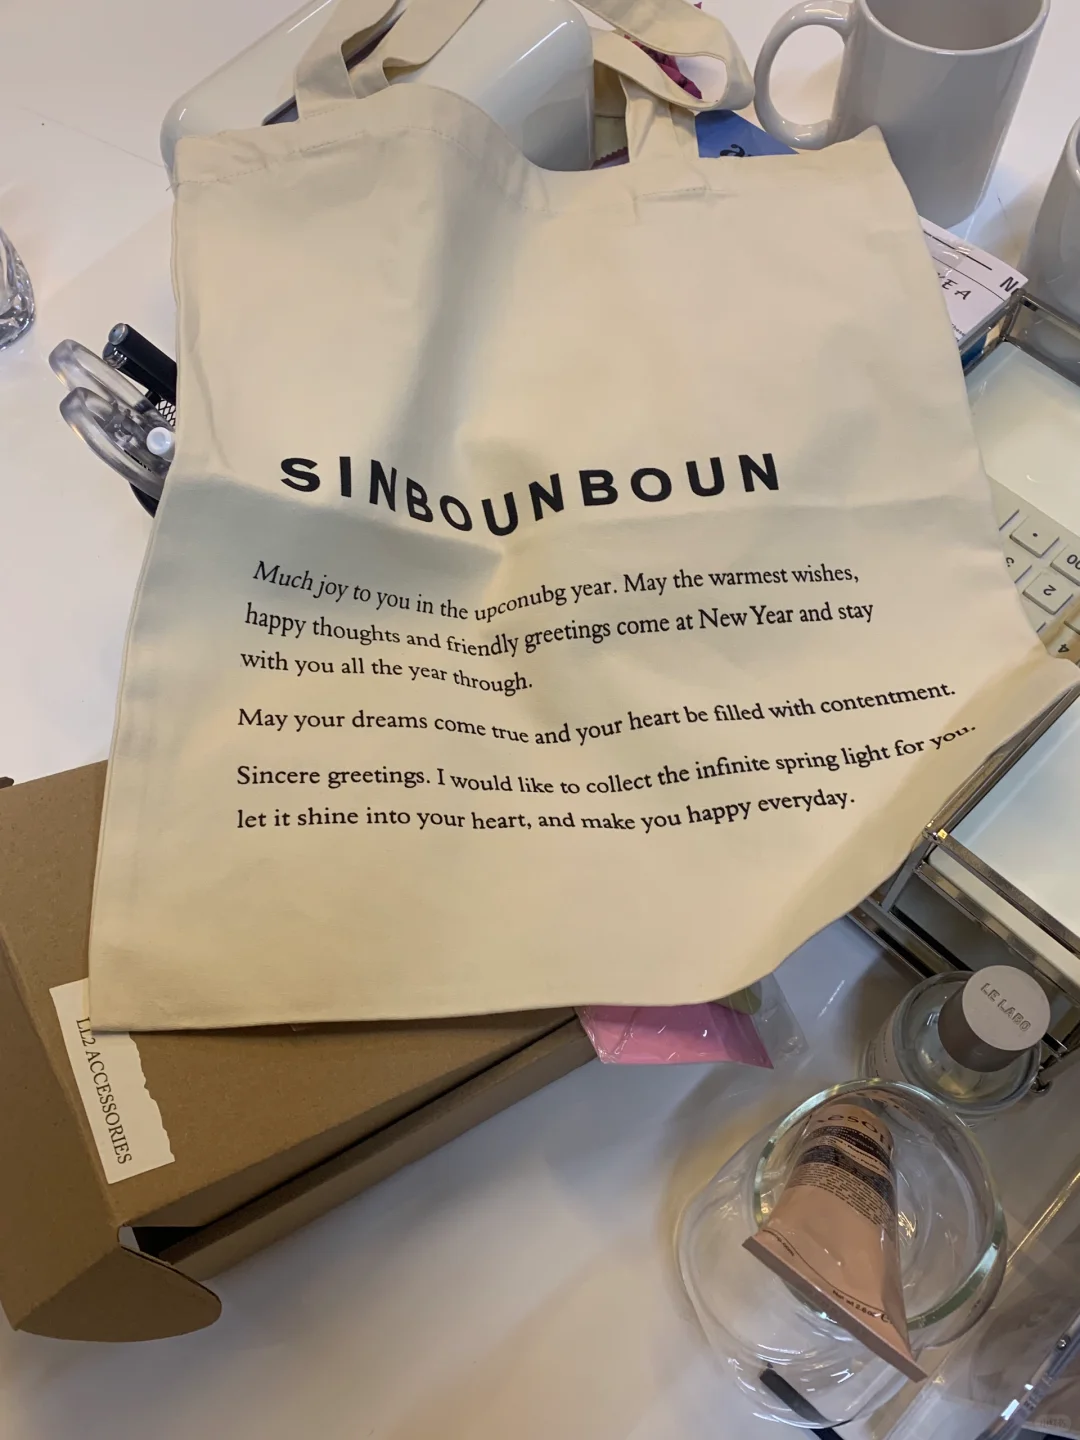 SINBOUNBOUN
Much joy to you in the upconubg year. May the warmest wishes,
happy thoughts and friendly greetings come at New Year and stay
with you all the year through.
May your dreams come true and your heart be filled with contentment.
Sincere greetings. I would like to collect the infinite spring light for you.
let it shine into your heart, and make you happy everyday.
LL2 ACCESSORIES
LE LABO
2
3
4